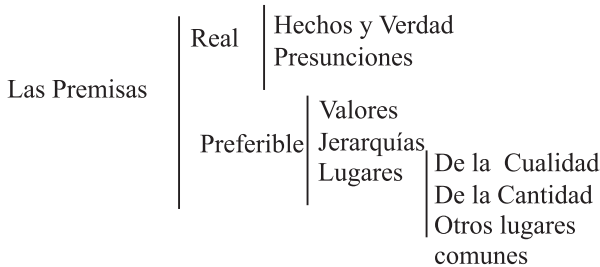 Las Premisas
Real
Hechos y Verdad
Presunciones
Preferible
Valores
Jerarquías
Lugares
De la Cualidad
De la Cantidad
Otros lugares
comunes